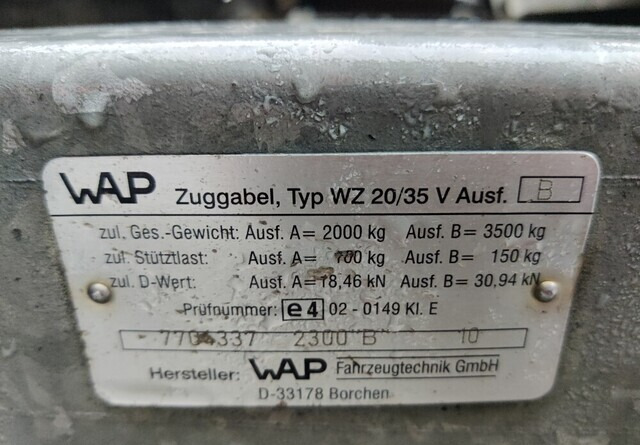 WAP Zuggabel, Typ WZ 20/35 V Ausf. B
zul. Ges.-Gewicht: Ausf. A= 2000 kg Ausf. B= 3500 kg
zul. Stützlast: Ausf. A= 100 kg Ausf. B= 150 kg
zul. D-Wert: Ausf. A= 18,46 kN Ausf. B= 30,94 kN
Prüfnummer: e4 02 - 0149 Kl. E
7704337 2300"B" 10
Hersteller: WAP Fahrzeugtechnik GmbH
D-33178 Borchen